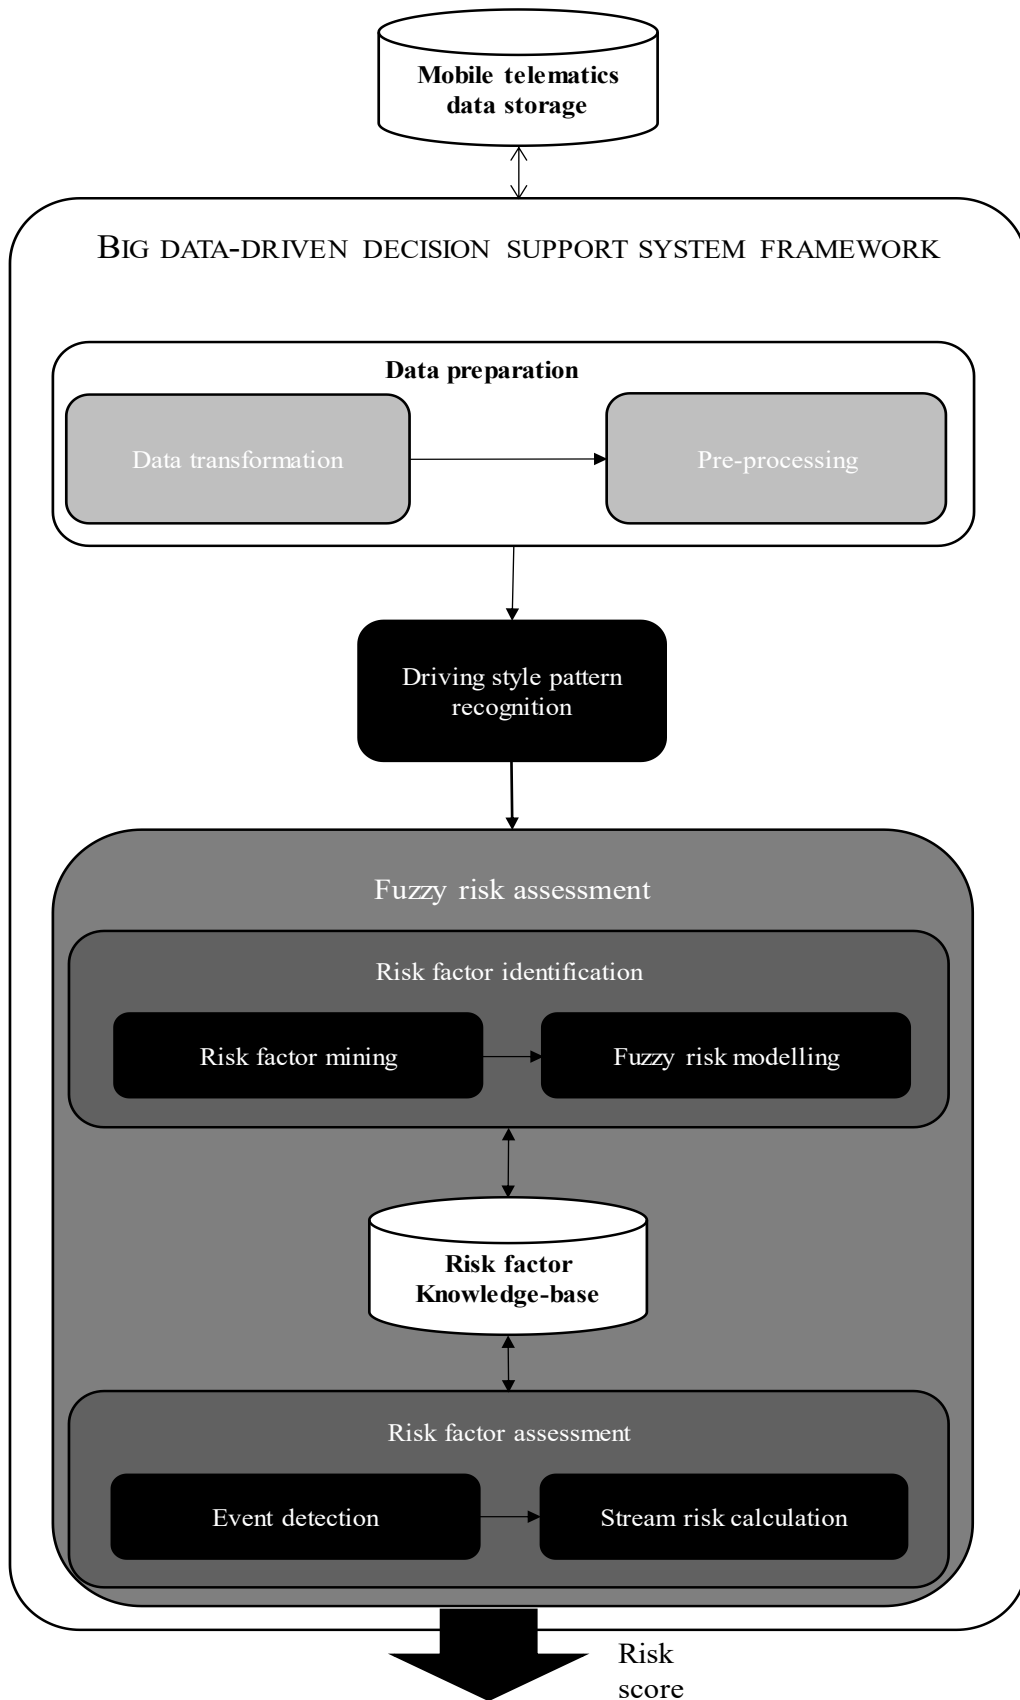 Mobile telematics
data storage
BIG DATA-DRIVEN DECISION SUPPORT SYSTEM FRAMEWORK
Data preparation
Data transformation
Pre-processing
Driving style pattern
recognition
Fuzzy risk assessment
Risk factor identification
Risk factor mining
Fuzzy risk modelling
Risk factor
Knowledge-base
Risk factor assessment
Event detection
Stream risk calculation
Risk
score